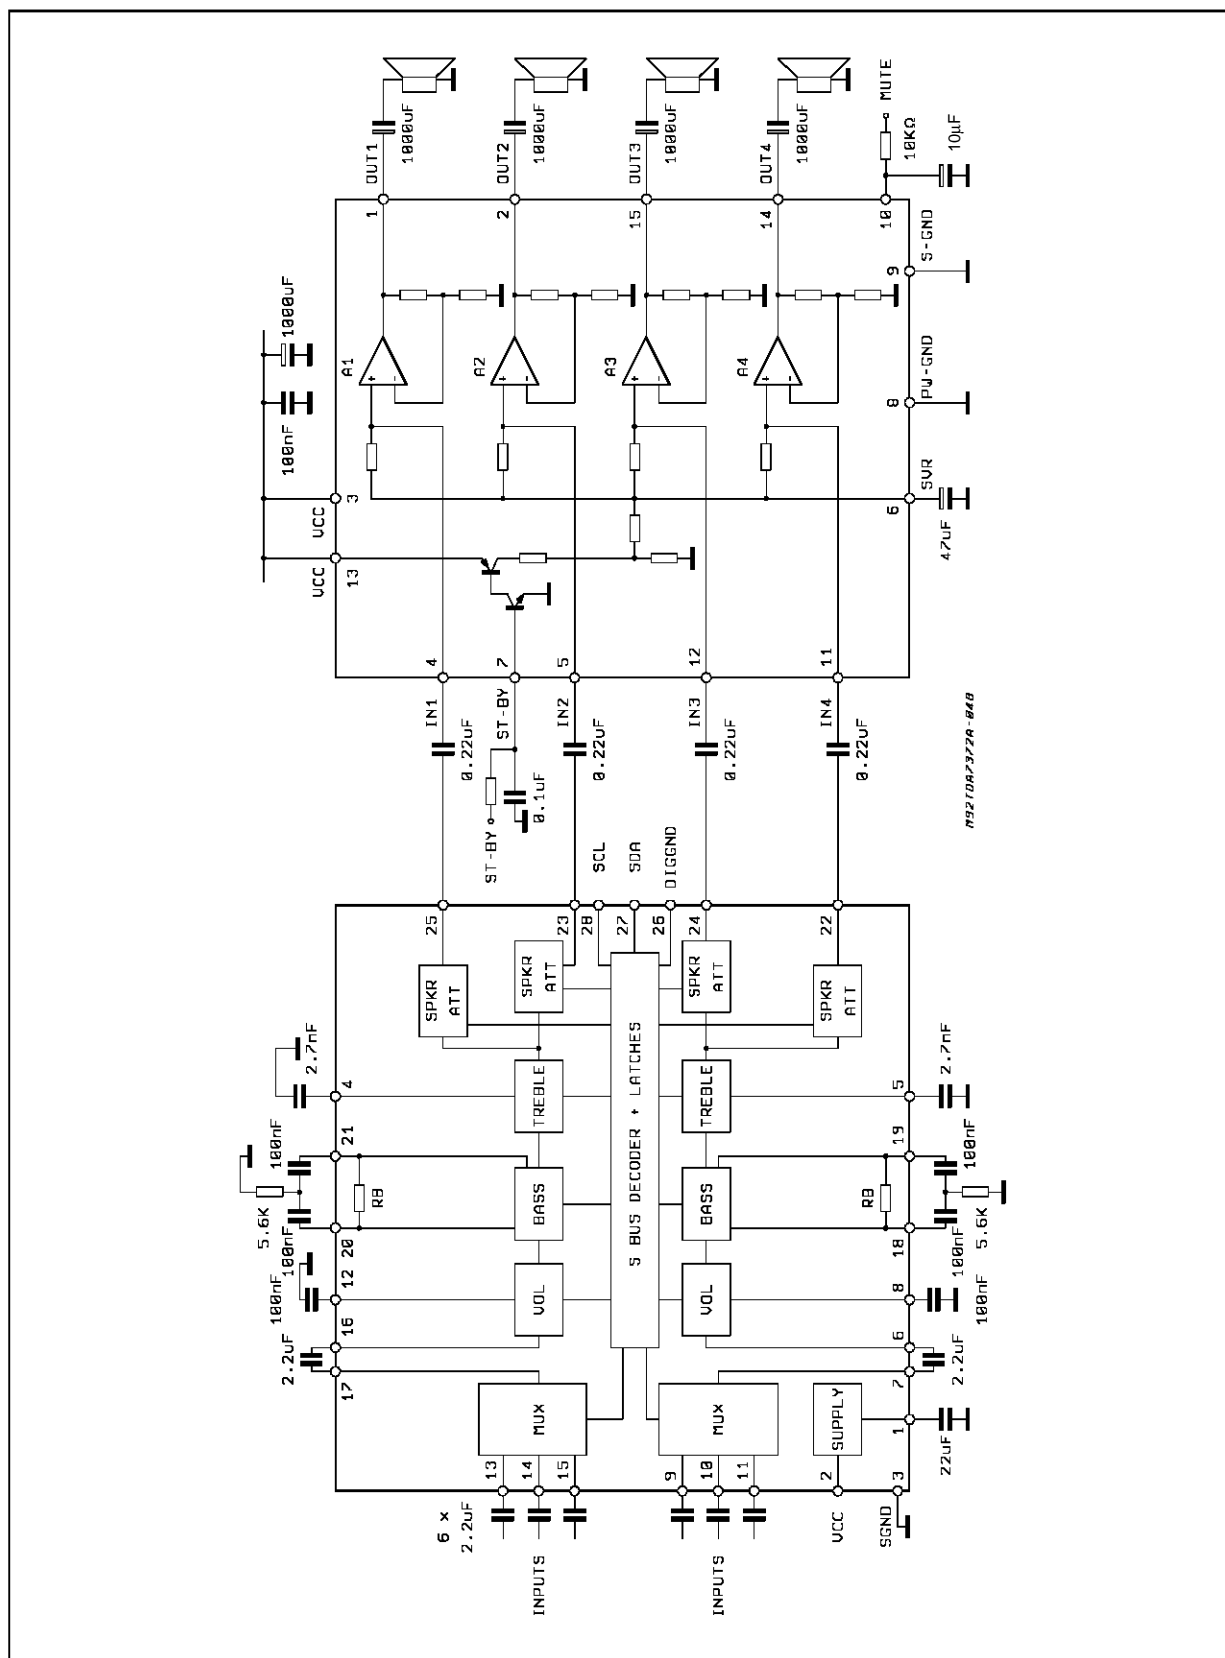 OUT1
1000uF
OUT2
1000uF
OUT3
1000uF
OUT4
1000uF
MUTE
10KΩ
10µF
1
2
15
14
10
S-GND
9
PW-GND
8
SVR
6
47uF
1000uF
100nF
VCC
3
VCC
13
A1
+
-
A2
+
-
A3
+
-
A4
+
-
4
7
5
12
11
IN1
0.22uF
ST-BY
ST-BY
0.1uF
IN2
0.22uF
IN3
0.22uF
IN4
0.22uF
M92TDA7372A-04B
SCL
SDA
DIGGND
25
23
28
27
26
24
22
SPKR
ATT
SPKR
ATT
SPKR
ATT
SPKR
ATT
2.7nF
4
TREBLE
S BUS DECODER + LATCHES
TREBLE
5
2.7nF
100nF
21
5.6K
RB
BASS
BASS
RB
19
100nF
5.6K
100nF
20
18
100nF
100nF
12
VOL
VOL
8
100nF
2.2uF
16
17
6
7
2.2uF
MUX
MUX
SUPPLY
1
22uF
13
14
15
9
10
11
2
3
6 x
2.2uF
INPUTS
INPUTS
VCC
SGND